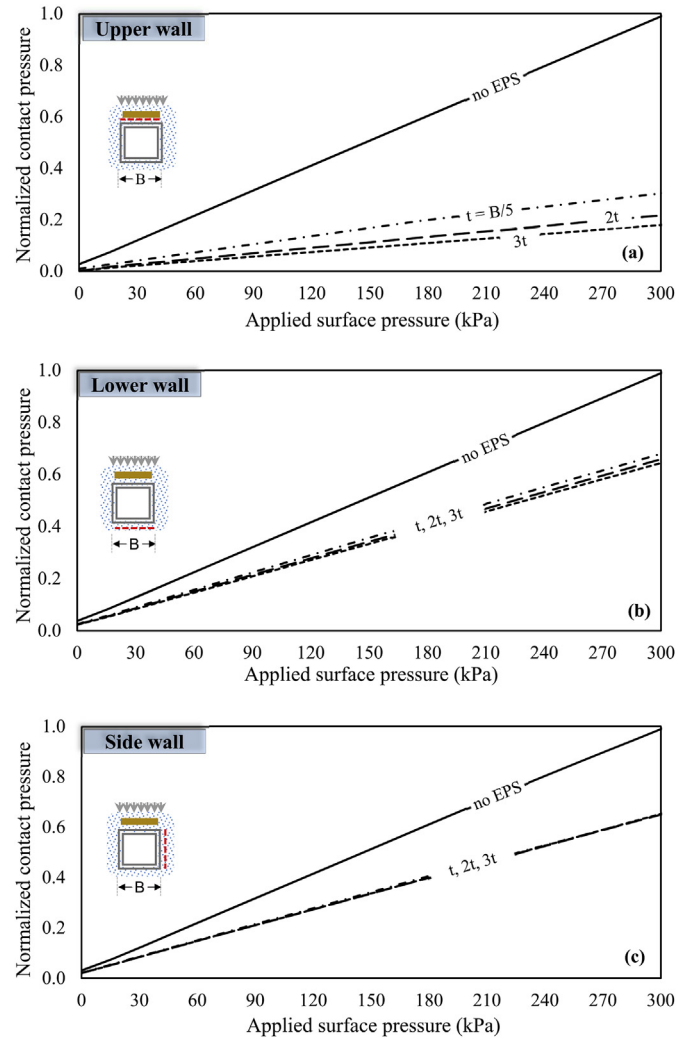 Upper wall
1.0
0.8
0.6
0.4
0.2
0.0
Normalized contact pressure
B
no EPS
t = B/5
2t
3t
(a)
0 30 60 90 120 150 180 210 240 270 300
Applied surface pressure (kPa)
Lower wall
1.0
0.8
0.6
0.4
0.2
0.0
Normalized contact pressure
B
no EPS
t, 2t, 3t
(b)
0 30 60 90 120 150 180 210 240 270 300
Applied surface pressure (kPa)
Side wall
1.0
0.8
0.6
0.4
0.2
0.0
Normalized contact pressure
B
no EPS
t, 2t, 3t
(c)
0 30 60 90 120 150 180 210 240 270 300
Applied surface pressure (kPa)